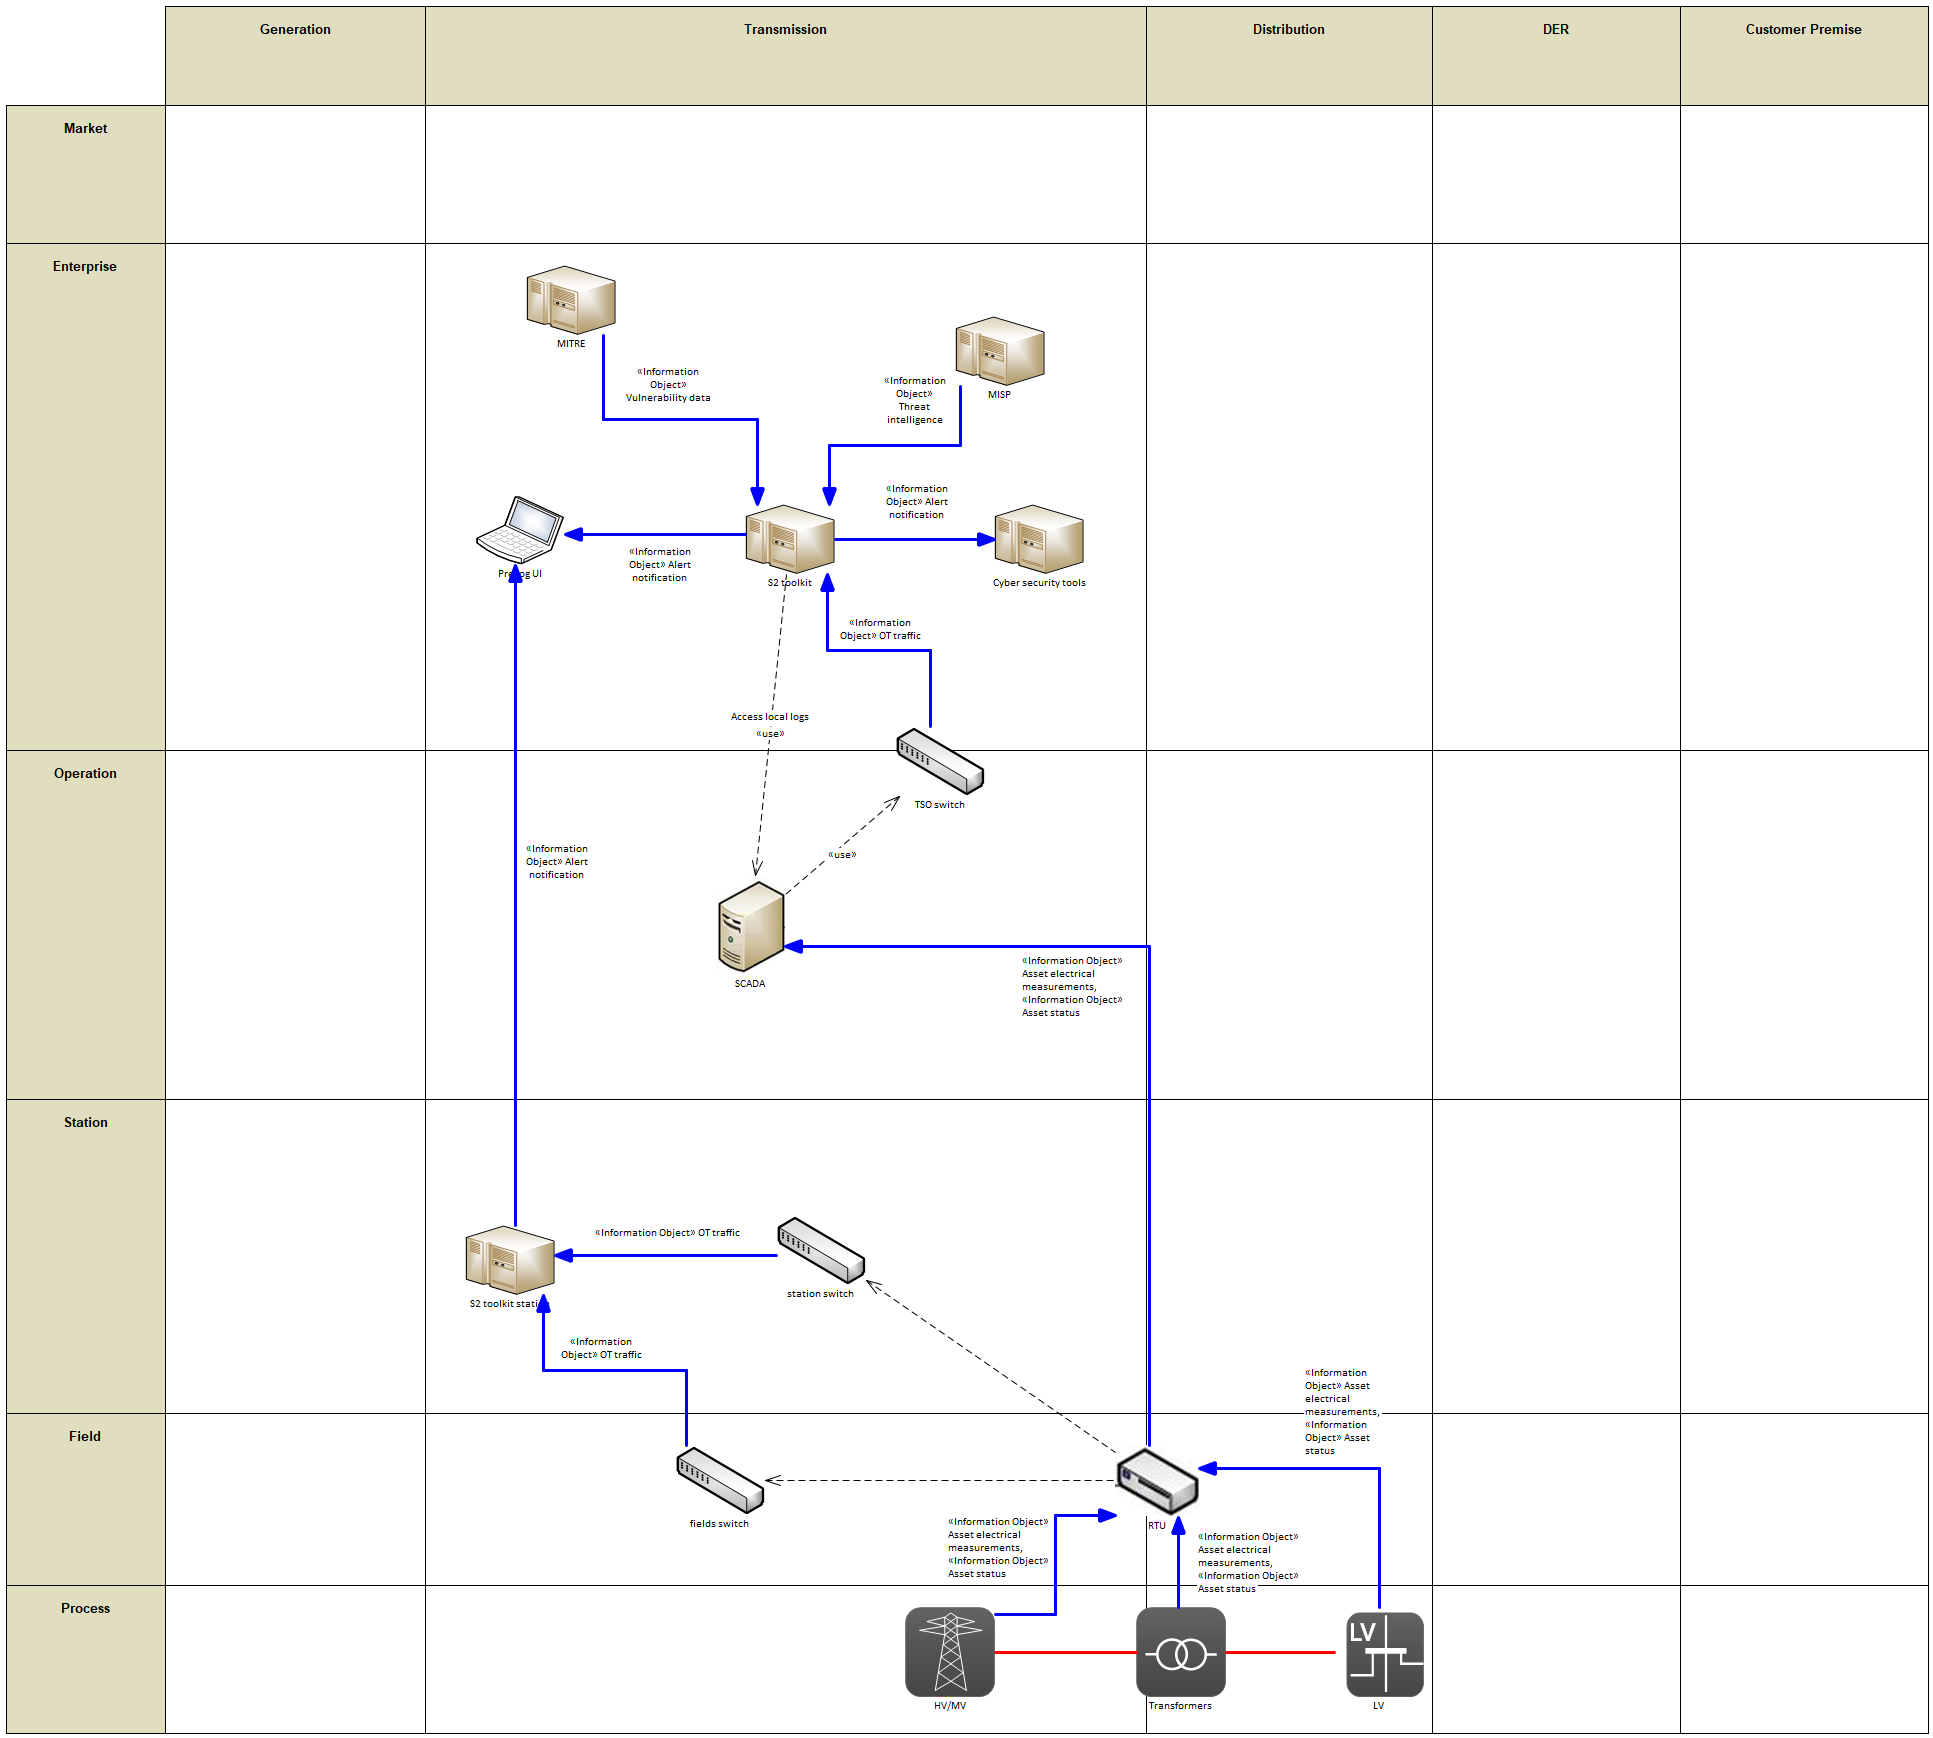 Generation
Transmission
Distribution
DER
Customer Premise
Market
Enterprise
MITRE
«Information
Object»
Vulnerability data
MISP
«Information
Object»
Threat
intelligence
«Information
Object» Alert
notification
«Information
Object» Alert
notification
S2 toolkit
Cyber security tools
«Information
Object» OT traffic
Access local logs
«use»
Operation
TSO switch
«use»
«Information
Object» Alert
notification
SCADA
«Information Object»
Asset electrical
measurements,
«Information Object»
Asset status
Station
«Information Object» OT traffic
station switch
S2 toolkit
«Information
Object» OT traffic
«Information
Object» Asset
electrical
measurements,
«Information
Object» Asset
status
Field
fields switch
RTU
«Information Object»
Asset electrical
measurements,
«Information Object»
Asset status
«Information Object»
Asset electrical
measurements,
«Information Object»
Asset status
Process
LV
HV/MV
Transformers
LV
UI